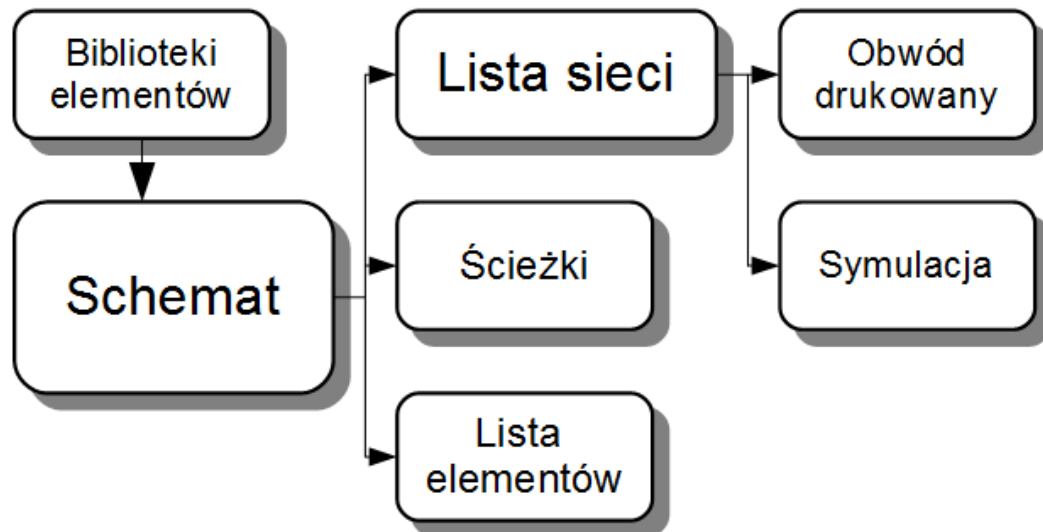 Biblioteki
elementów
Lista sieci
Obwód
drukowany
Schemat
Ścieżki
Symulacja
Lista
elementów